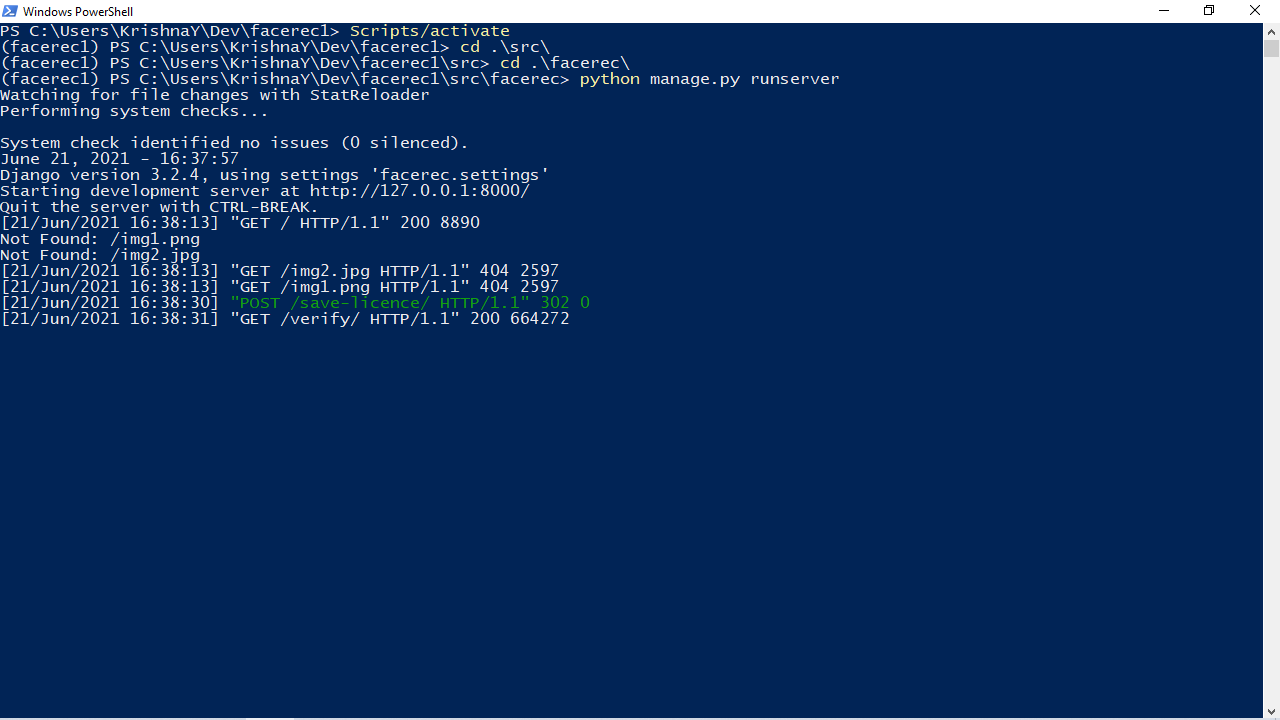 Windows PowerShell
PS C:\Users\KrishnaY\Dev\facerec1> Scripts/activate
(facerec1) PS C:\Users\KrishnaY\Dev\facerec1> cd .\src\
(facerec1) PS C:\Users\KrishnaY\Dev\facerec1\src> cd .\facerec\
(facerec1) PS C:\Users\KrishnaY\Dev\facerec1\src\facerec> python manage.py runserver
Watching for file changes with StatReloader
Performing system checks...

System check identified no issues (0 silenced).
June 21, 2021 - 16:37:57
Django version 3.2.4, using settings 'facerec.settings'
Starting development server at http://127.0.0.1:8000/
Quit the server with CTRL-BREAK.
[21/Jun/2021 16:38:13] "GET / HTTP/1.1" 200 8890
Not Found: /img1.png
Not Found: /img2.jpg
[21/Jun/2021 16:38:13] "GET /img2.jpg HTTP/1.1" 404 2597
[21/Jun/2021 16:38:13] "GET /img1.png HTTP/1.1" 404 2597
[21/Jun/2021 16:38:30] "POST /save-licence/ HTTP/1.1" 302 0
[21/Jun/2021 16:38:31] "GET /verify/ HTTP/1.1" 200 664272